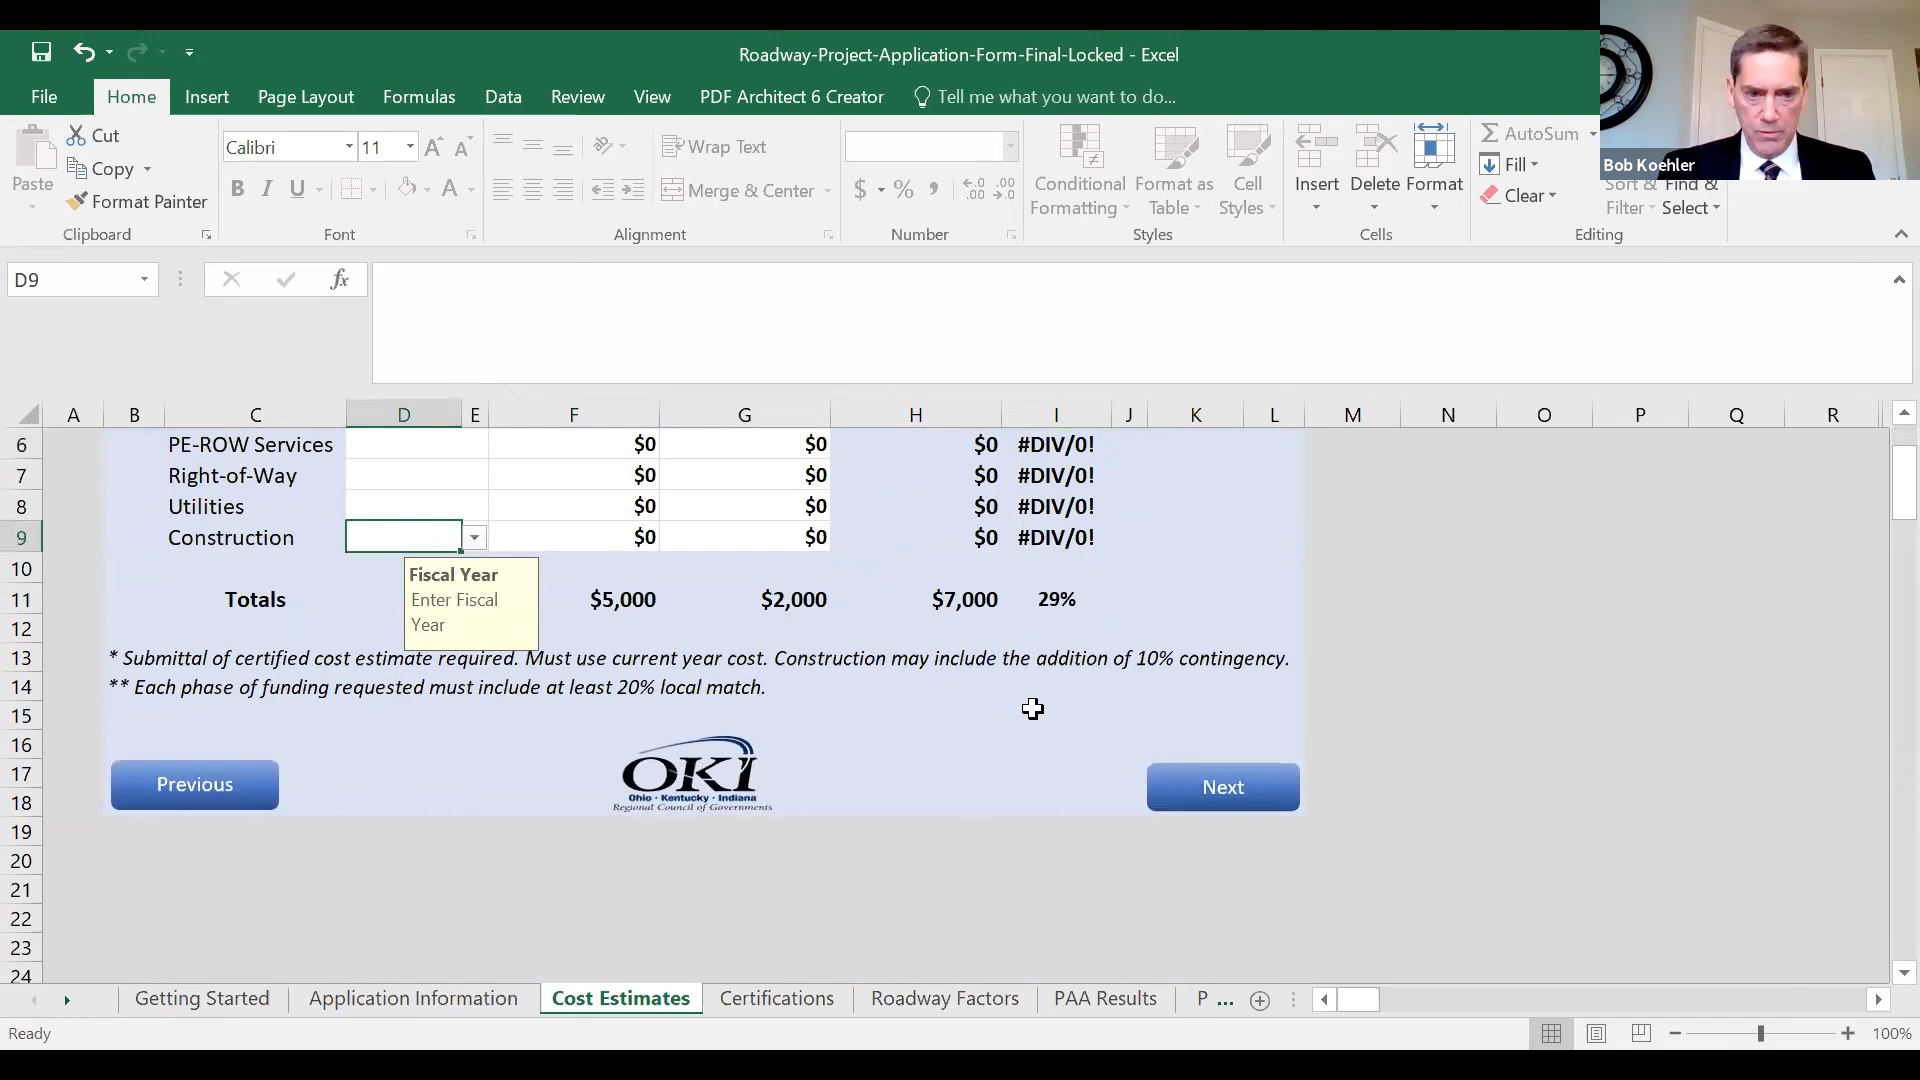 Roadway-Project-Application-Form-Final-Locked - Excel
File Home Insert Page Layout Formulas Data Review View PDF Architect 6 Creator Tell me what you want to do...
Paste
Cut
Copy
Format Painter
Clipboard
Calibri 11
B I U
Font
Wrap Text
Merge & Center
Alignment
$ % ,
Number
Conditional Formatting
Format as Table
Cell Styles
Styles
Insert Delete Format
Cells
AutoSum
Fill
Clear
Sort & Filter
Find & Select
Editing
Bob Koehler
D9
fx
A B C D E F G H I J K L M N O P Q R
6 PE-ROW Services $0 $0 $0 #DIV/0!
7 Right-of-Way $0 $0 $0 #DIV/0!
8 Utilities $0 $0 $0 #DIV/0!
9 Construction $0 $0 $0 #DIV/0!
10
Fiscal Year
Enter Fiscal
Year
11 Totals $5,000 $2,000 $7,000 29%
12
13 * Submittal of certified cost estimate required. Must use current year cost. Construction may include the addition of 10% contingency.
14 ** Each phase of funding requested must include at least 20% local match.
15
16
17
18
Previous
OKI
Ohio • Kentucky • Indiana
Regional Council of Governments
Next
19
20
21
22
23
24
Getting Started Application Information Cost Estimates Certifications Roadway Factors PAA Results P ...
Ready
100%